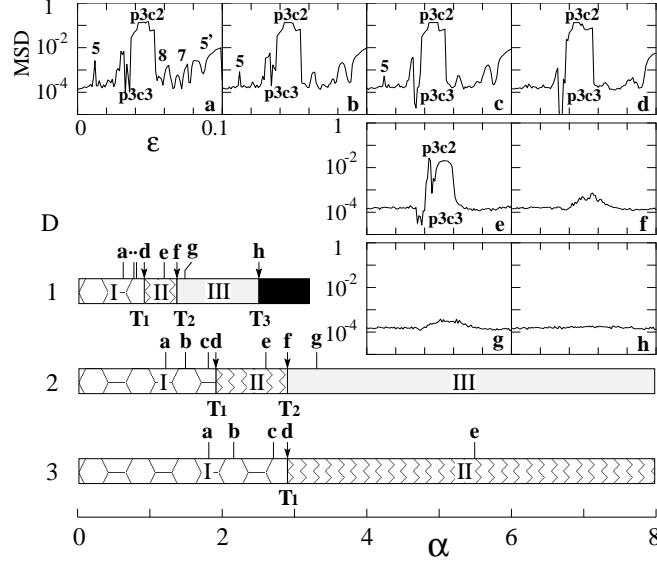 1
10⁻²
10⁻⁴
MSD
p3c2
5
8
7
5’
p3c3
a
0
0.1
ε
p3c2
5
p3c3
b
p3c2
5
p3c3
c
p3c2
p3c3
d
1
10⁻²
10⁻⁴
p3c2
p3c3
e
f
1
10⁻²
10⁻⁴
g
h
D
a·· d e f g h
1 I II III
T1 T2 T3
a b c d e f g
2 I II III
T1 T2
a b c d e
3 I II
T1
0 2 4 6 8
α